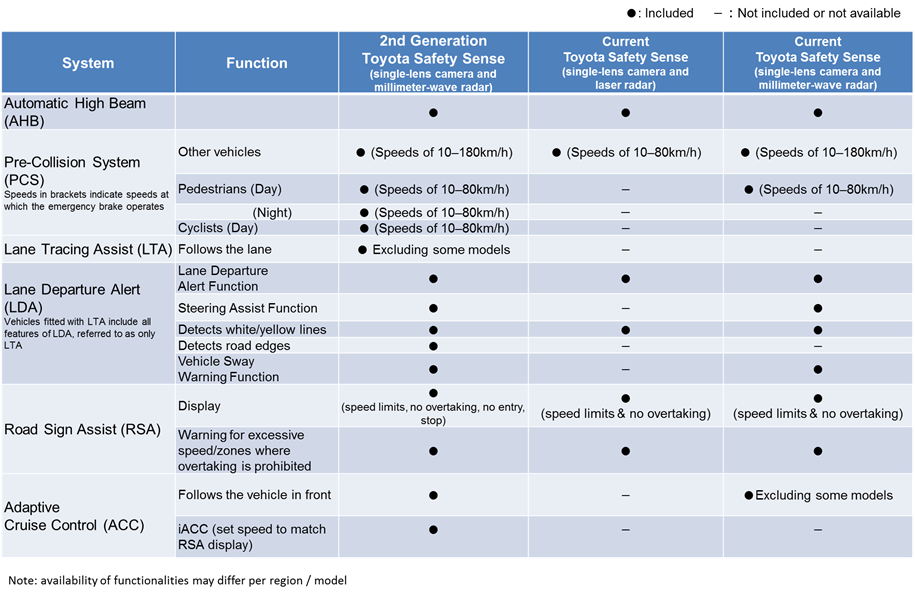 ● : Included – : Not included or not available
System
Function
2nd Generation
Toyota Safety Sense
(single-lens camera and
millimeter-wave radar)
Current
Toyota Safety Sense
(single-lens camera and
laser radar)
Current
Toyota Safety Sense
(single-lens camera and
millimeter-wave radar)
Automatic High Beam
(AHB)
● ● ●
Pre-Collision System
(PCS)
Speeds in brackets indicate speeds at
which the emergency brake operates
Other vehicles ● (Speeds of 10–180km/h) ● (Speeds of 10–80km/h) ● (Speeds of 10–180km/h)
Pedestrians (Day) ● (Speeds of 10–80km/h) – ● (Speeds of 10–80km/h)
(Night) ● (Speeds of 10–80km/h) – –
Cyclists (Day) ● (Speeds of 10–80km/h) – –
Lane Tracing Assist (LTA) Follows the lane ● Excluding some models – –
Lane Departure Alert
(LDA)
Vehicles fitted with LTA include all
features of LDA, referred to as only
LTA
Lane Departure
Alert Function ● ● ●
Steering Assist Function ● – ●
Detects white/yellow lines ● ● ●
Detects road edges ● – –
Vehicle Sway
Warning Function ● – ●
Road Sign Assist (RSA)
Display
●
(speed limits, no overtaking, no entry,
stop)
●
(speed limits & no overtaking)
●
(speed limits & no overtaking)
Warning for excessive
speed/zones where
overtaking is prohibited ● ● ●
Adaptive
Cruise Control (ACC)
Follows the vehicle in front ● – ●Excluding some models
iACC (set speed to match
RSA display) ● – –
Note: availability of functionalities may differ per region / model